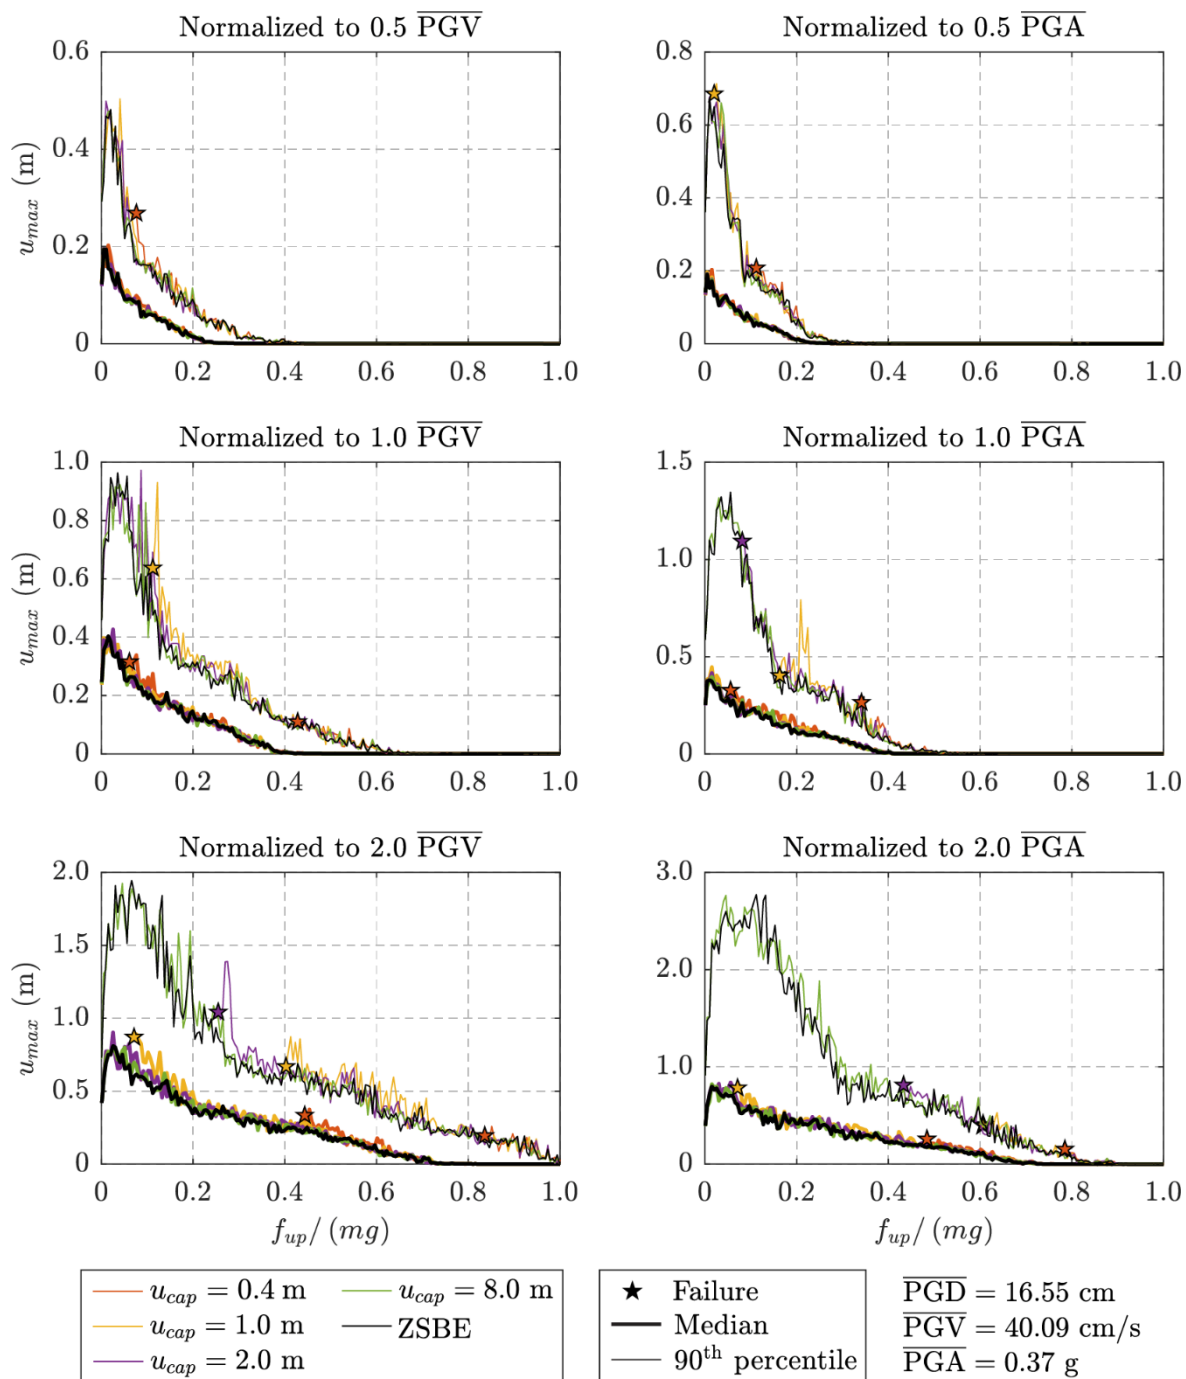 Normalized to 0.5 PGV
u_max (m)
0.6
0.4
0.2
0
0 0.2 0.4 0.6 0.8 1.0
Normalized to 0.5 PGA
0.8
0.6
0.4
0.2
0
0 0.2 0.4 0.6 0.8 1.0
Normalized to 1.0 PGV
u_max (m)
1.0
0.8
0.6
0.4
0.2
0
0 0.2 0.4 0.6 0.8 1.0
Normalized to 1.0 PGA
1.5
1.0
0.5
0
0 0.2 0.4 0.6 0.8 1.0
Normalized to 2.0 PGV
u_max (m)
2.0
1.5
1.0
0.5
0
0 0.2 0.4 0.6 0.8 1.0
f_up/ (mg)
Normalized to 2.0 PGA
3.0
2.0
1.0
0
0 0.2 0.4 0.6 0.8 1.0
f_up/ (mg)
u_cap = 0.4 m
u_cap = 1.0 m
u_cap = 2.0 m
u_cap = 8.0 m
ZSBE
Failure
Median
90th percentile
PGD = 16.55 cm
PGV = 40.09 cm/s
PGA = 0.37 g